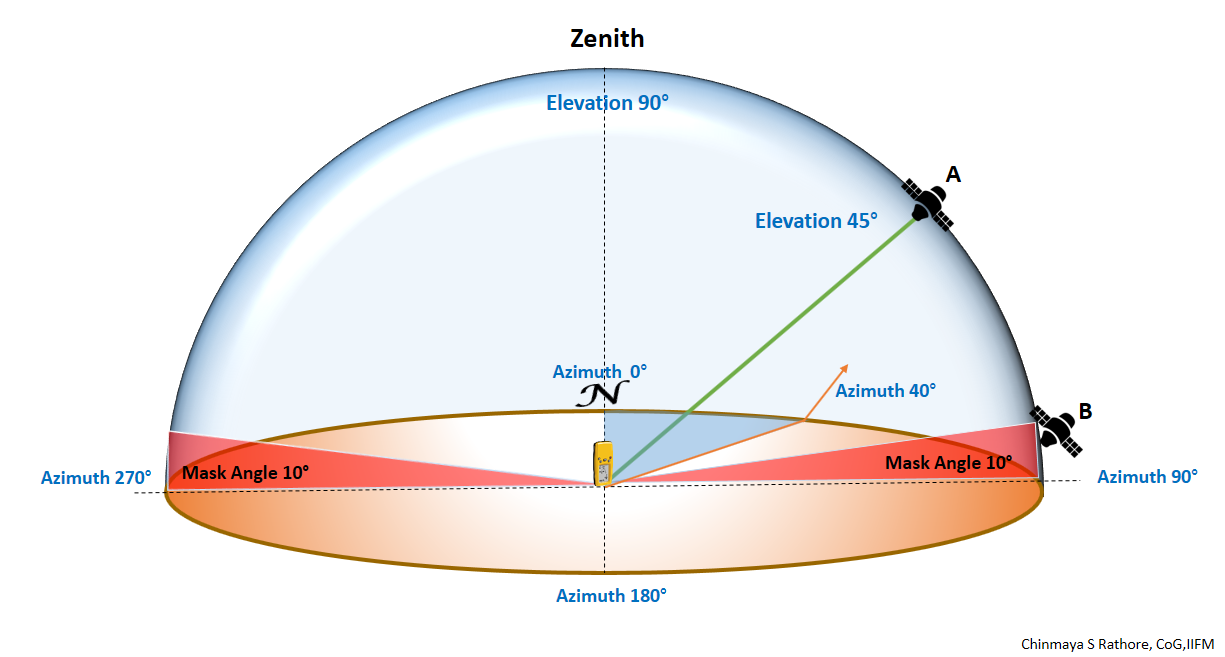 Zenith
Elevation 90°
A
Elevation 45°
Azimuth 0°
N
Azimuth 40°
B
Mask Angle 10°
Mask Angle 10°
Azimuth 270°
Azimuth 90°
Azimuth 180°
Chinmaya S Rathore, CoG,IIFM